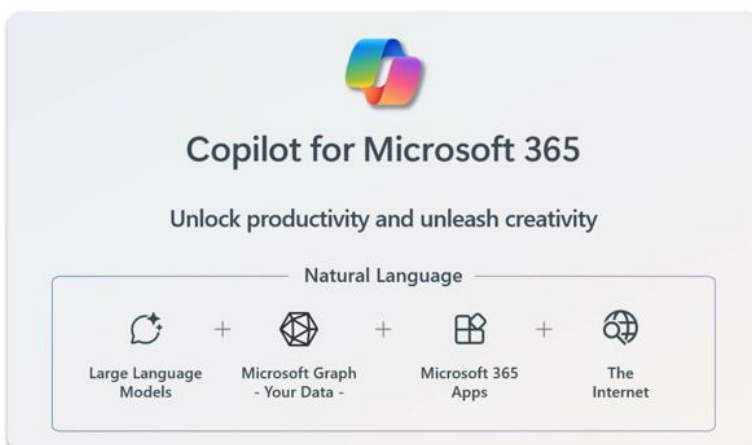 Copilot for Microsoft 365
Unlock productivity and unleash creativity
Natural Language
+ + +
Large Language Microsoft Graph Microsoft 365 The
Models - Your Data - Apps Internet